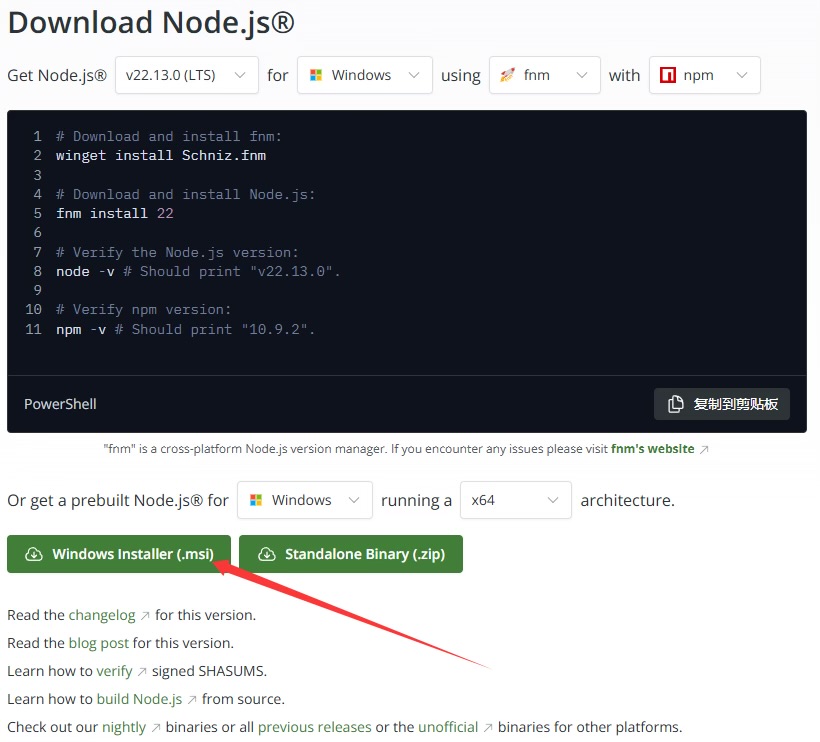 Download Node.js®
Get Node.js® v22.13.0 (LTS) for Windows using fnm with npm
1 # Download and install fnm:
2 winget install Schniz.fnm
3
4 # Download and install Node.js:
5 fnm install 22
6
7 # Verify the Node.js version:
8 node -v # Should print "v22.13.0".
9
10 # Verify npm version:
11 npm -v # Should print "10.9.2".
PowerShell 复制到剪贴板
"fnm" is a cross-platform Node.js version manager. If you encounter any issues please visit fnm's website
Or get a prebuilt Node.js® for Windows running a x64 architecture.
Windows Installer (.msi) Standalone Binary (.zip)
Read the changelog for this version.
Read the blog post for this version.
Learn how to verify signed SHASUMS.
Learn how to build Node.js from source.
Check out our nightly binaries or all previous releases or the unofficial binaries for other platforms.